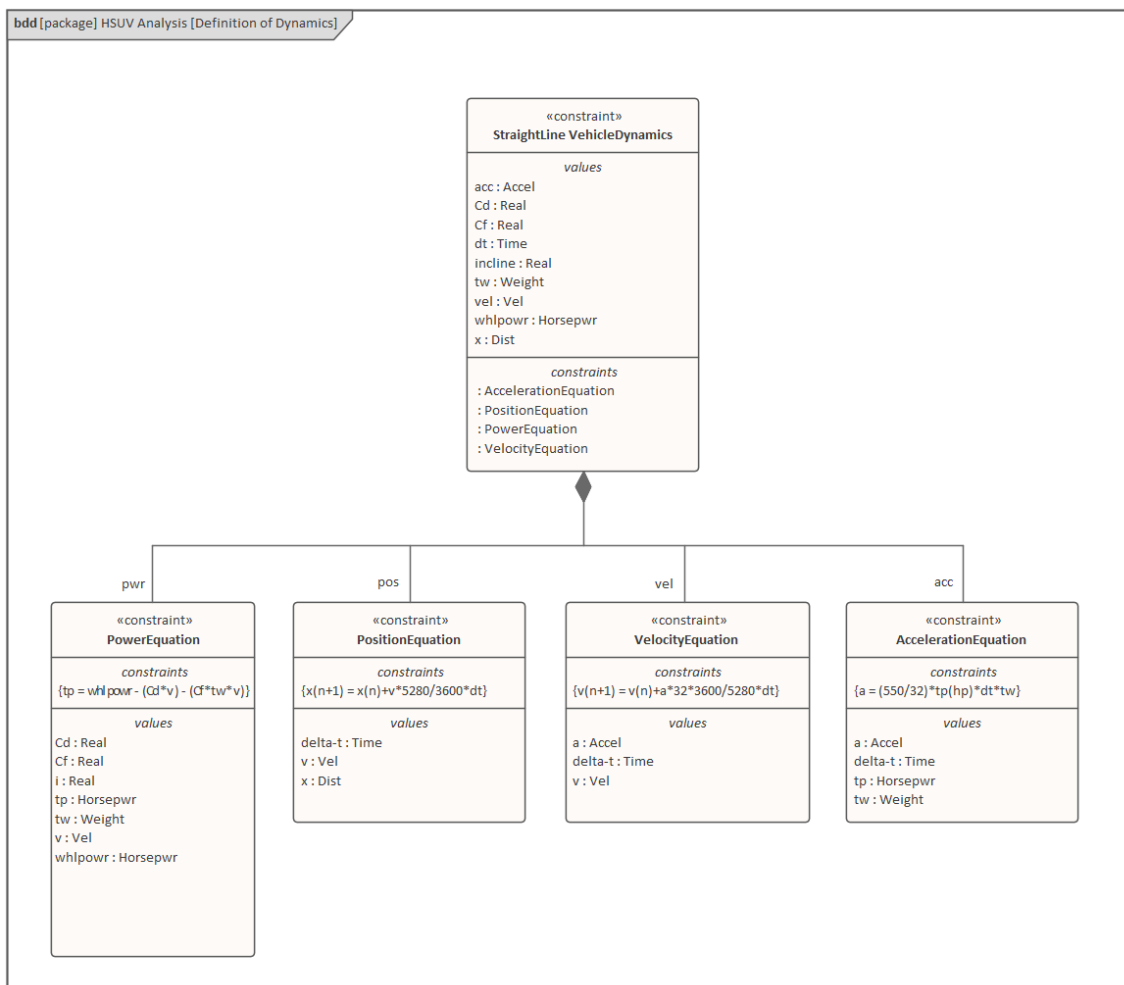 bdd [package] HSUV Analysis [Definition of Dynamics]
«constraint»
StraightLine VehicleDynamics
values
acc : Accel
Cd : Real
Cf : Real
dt : Time
incline : Real
tw : Weight
vel : Vel
whlpowr : Horsepwr
x : Dist
constraints
: AccelerationEquation
: PositionEquation
: PowerEquation
: VelocityEquation
pwr
«constraint»
PowerEquation
constraints
{tp = whlpowr - (Cd*v) - (Cf*tw*v)}
values
Cd : Real
Cf : Real
i : Real
tp : Horsepwr
tw : Weight
v : Vel
whlpowr : Horsepwr
pos
«constraint»
PositionEquation
constraints
{x(n+1) = x(n)+v*5280/3600*dt}
values
delta-t : Time
v : Vel
x : Dist
vel
«constraint»
VelocityEquation
constraints
{v(n+1) = v(n)+a*32*3600/5280*dt}
values
a : Accel
delta-t : Time
v : Vel
acc
«constraint»
AccelerationEquation
constraints
{a = (550/32)*tp(hp)*dt*tw}
values
a : Accel
delta-t : Time
tp : Horsepwr
tw : Weight